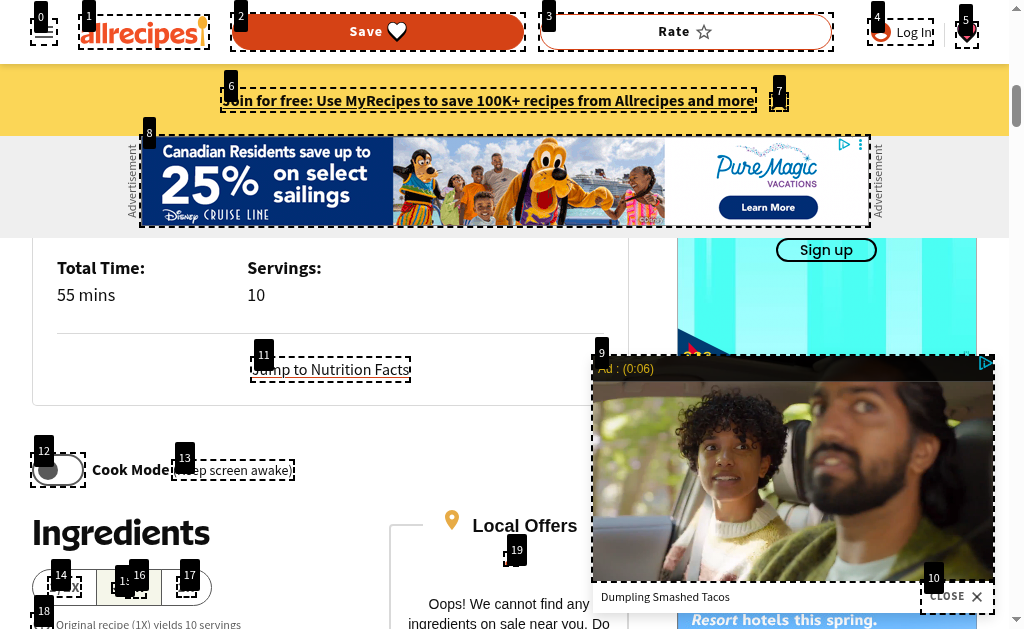 allrecipes
Save
Rate
Log In
Join for free: Use MyRecipes to save 100K+ recipes from Allrecipes and more
Advertisement
Canadian Residents save up to
25% on select sailings
Disney CRUISE LINE
©Disney
PureMagic
VACATIONS
Learn More
Advertisement
Total Time:
55 mins
Servings:
10
Sign up
Jump to Nutrition Facts
Ad : (0:06)
Cook Mode
screen awake)
Ingredients
Local Offers
Oops! We cannot find any
ingredients on sale near you. Do
Original recipe (1X) yields 10 servings
Dumpling Smashed Tacos
CLOSE
Resort hotels this spring.
0
1
2
3
4
5
6
7
8
9
10
11
12
13
14
16
17
18
19